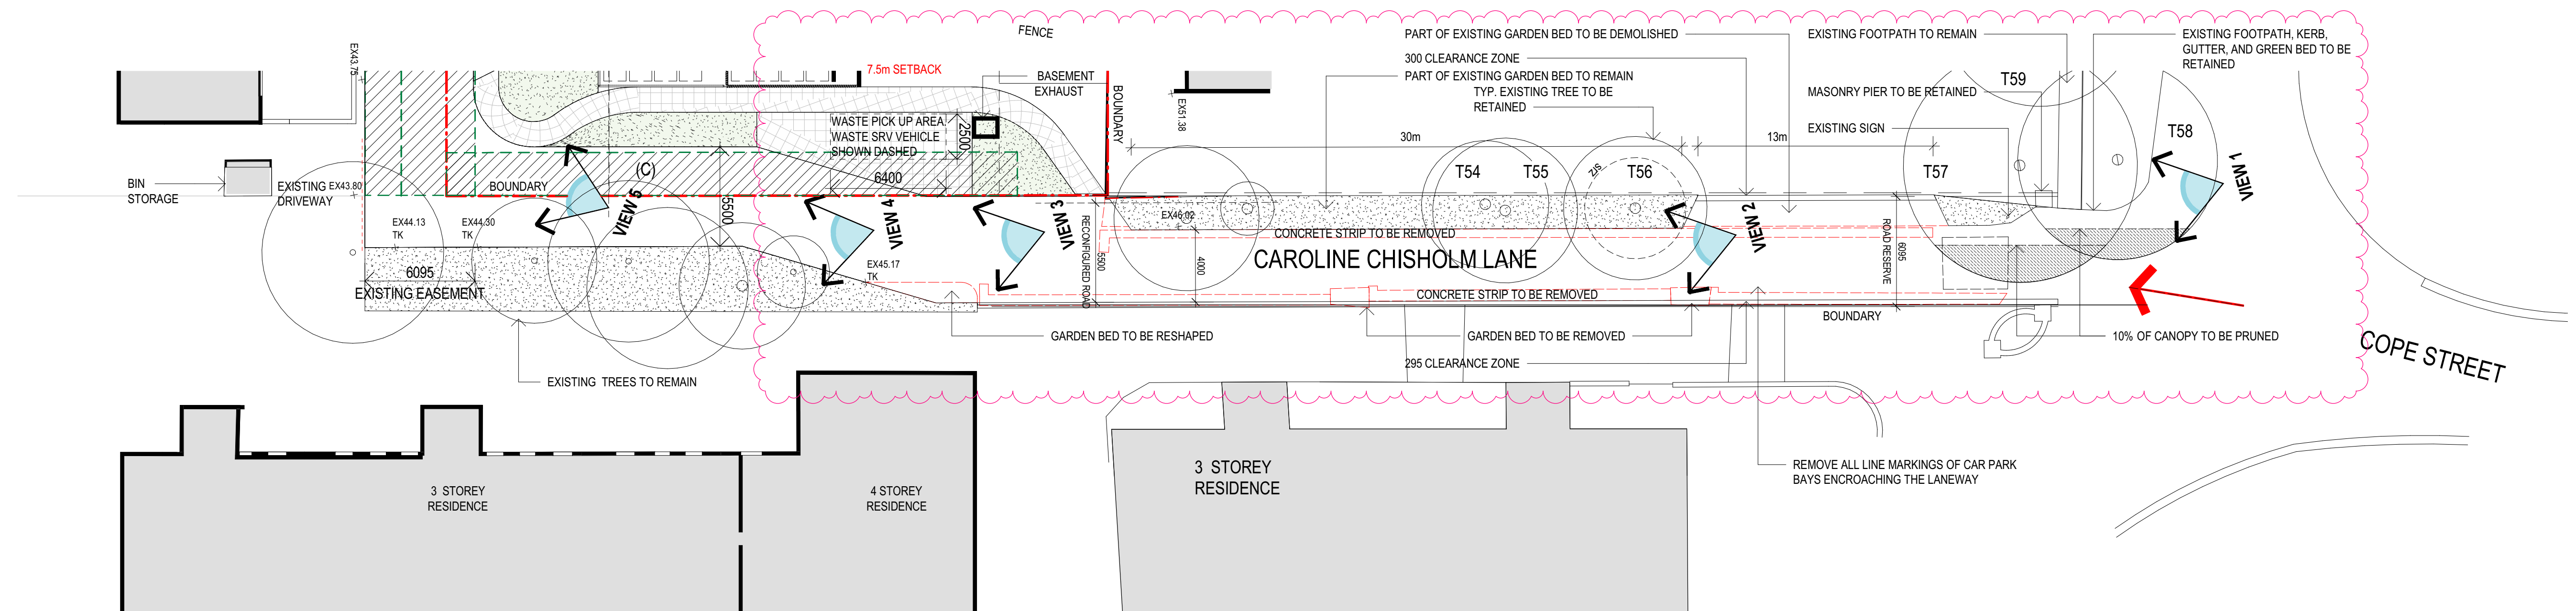 FENCE
PART OF EXISTING GARDEN BED TO BE DEMOLISHED
EXISTING FOOTPATH TO REMAIN
EXISTING FOOTPATH, KERB,
GUTTER, AND GREEN BED TO BE
RETAINED
EX43.75
300 CLEARANCE ZONE
7.5m SETBACK
BASEMENT
EXHAUST
PART OF EXISTING GARDEN BED TO REMAIN
TYP. EXISTING TREE TO BE
RETAINED
T59
MASONRY PIER TO BE RETAINED
BOUNDARY
EX51.38
WASTE PICK UP AREA.
WASTE SRV VEHICLE
SHOWN DASHED
2500
30m
13m
EXISTING SIGN
T58
(C)
6400
T54
T55
SIZ
T56
T57
VIEW 1
BIN
STORAGE
EXISTING
DRIVEWAY
EX43.80
BOUNDARY
VIEW 5
5500
VIEW 4
VIEW 3
VIEW 2
EX44.13
TK
EX44.30
TK
EX46.02
RECONFIGURED ROAD
5500
4000
CONCRETE STRIP TO BE REMOVED
CAROLINE CHISHOLM LANE
ROAD RESERVE
6095
EX45.17
TK
6095
EXISTING EASEMENT
CONCRETE STRIP TO BE REMOVED
BOUNDARY
GARDEN BED TO BE RESHAPED
GARDEN BED TO BE REMOVED
10% OF CANOPY TO BE PRUNED
COPE STREET
295 CLEARANCE ZONE
EXISTING TREES TO REMAIN
3 STOREY
RESIDENCE
4 STOREY
RESIDENCE
3 STOREY
RESIDENCE
REMOVE ALL LINE MARKINGS OF CAR PARK
BAYS ENCROACHING THE LANEWAY